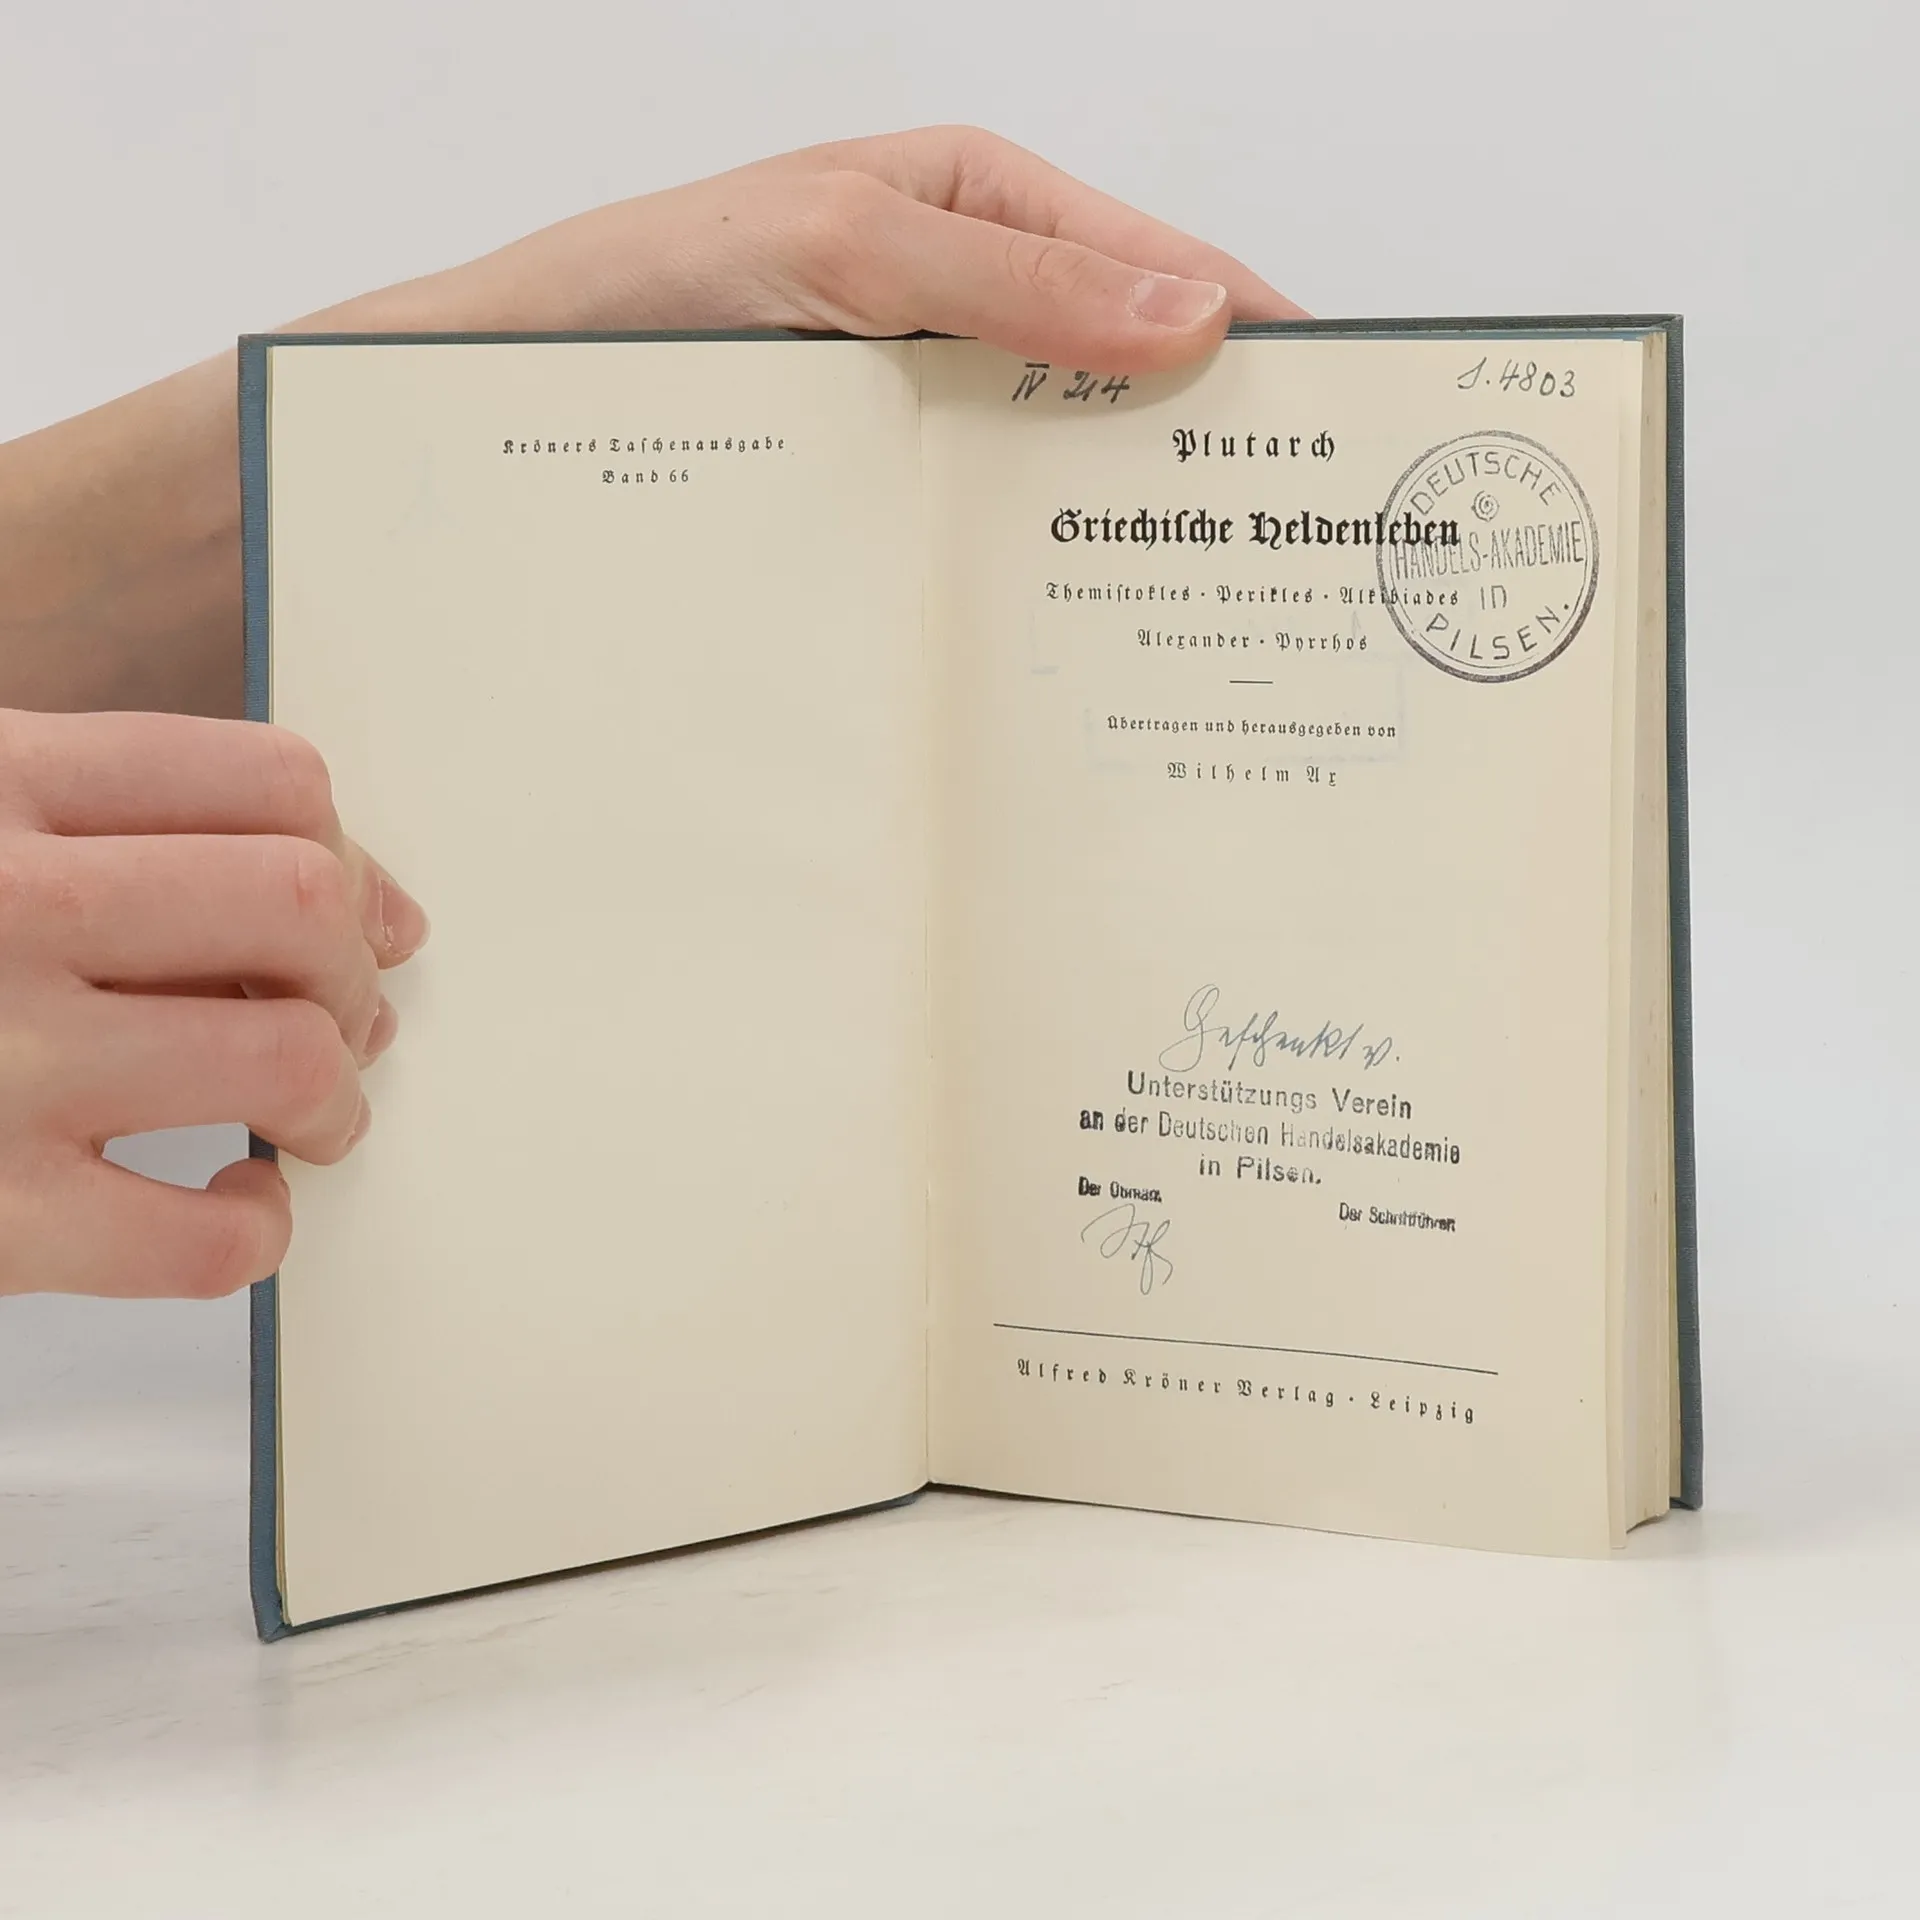 Kröners Taſchenausgabe
Band 66
IV 214
S. 4803
Plutarch
Griechiſche Heldenleben
Themiſtokles · Perikles · Alkibiades
Alexander · Pyrrhos
Übertragen und herausgegeben von
Wilhelm Ax
DEUTSCHE
HANDELS-AKADEMIE
IN
PILSEN.
Geschenkt v.
Unterstützungs Verein
an der Deutschen Handelsakademie
in Pilsen.
Der Obmann.
Der Schriftführer
Alfred Kröner Verlag · Leipzig